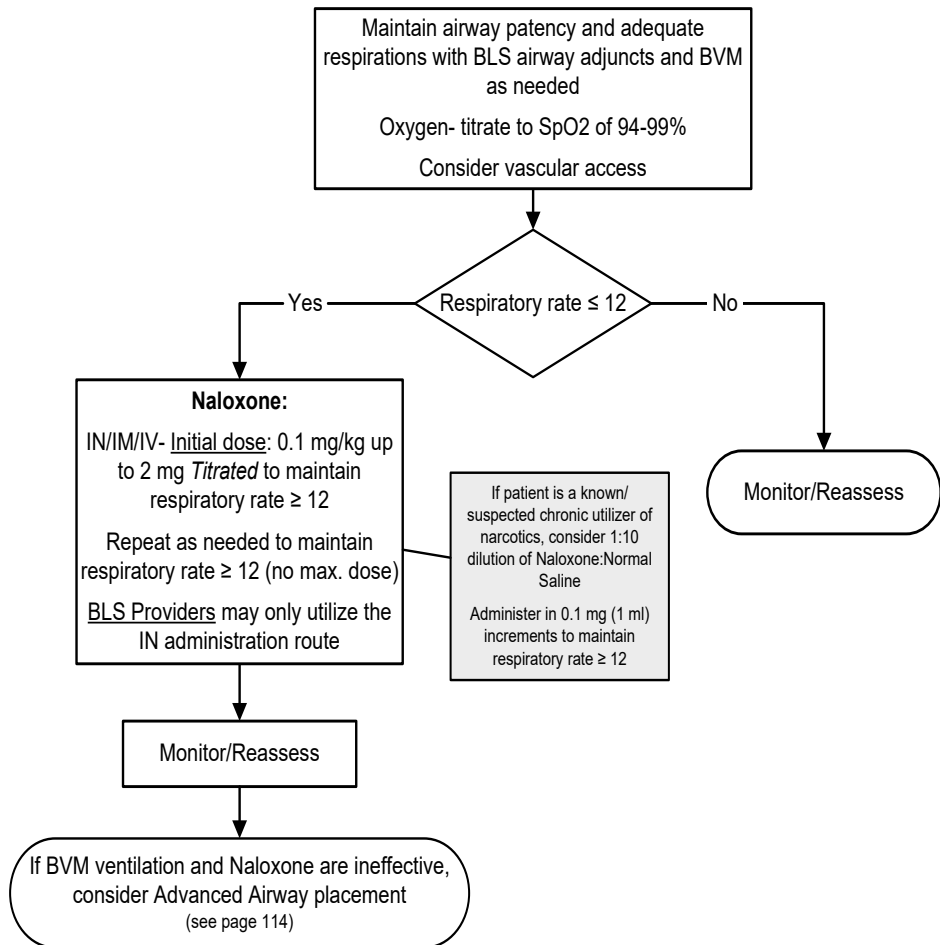 Maintain airway patency and adequate
respirations with BLS airway adjuncts and BVM
as needed
Oxygen- titrate to SpO2 of 94-99%
Consider vascular access
Respiratory rate ≤ 12
Yes
No
Naloxone:
IN/IM/IV- Initial dose: 0.1 mg/kg up
to 2 mg Titrated to maintain
respiratory rate ≥ 12
Repeat as needed to maintain
respiratory rate ≥ 12 (no max. dose)
BLS Providers may only utilize the
IN administration route
If patient is a known/
suspected chronic utilizer of
narcotics, consider 1:10
dilution of Naloxone:Normal
Saline
Administer in 0.1 mg (1 ml)
increments to maintain
respiratory rate ≥ 12
Monitor/Reassess
Monitor/Reassess
If BVM ventilation and Naloxone are ineffective,
consider Advanced Airway placement
(see page 114)